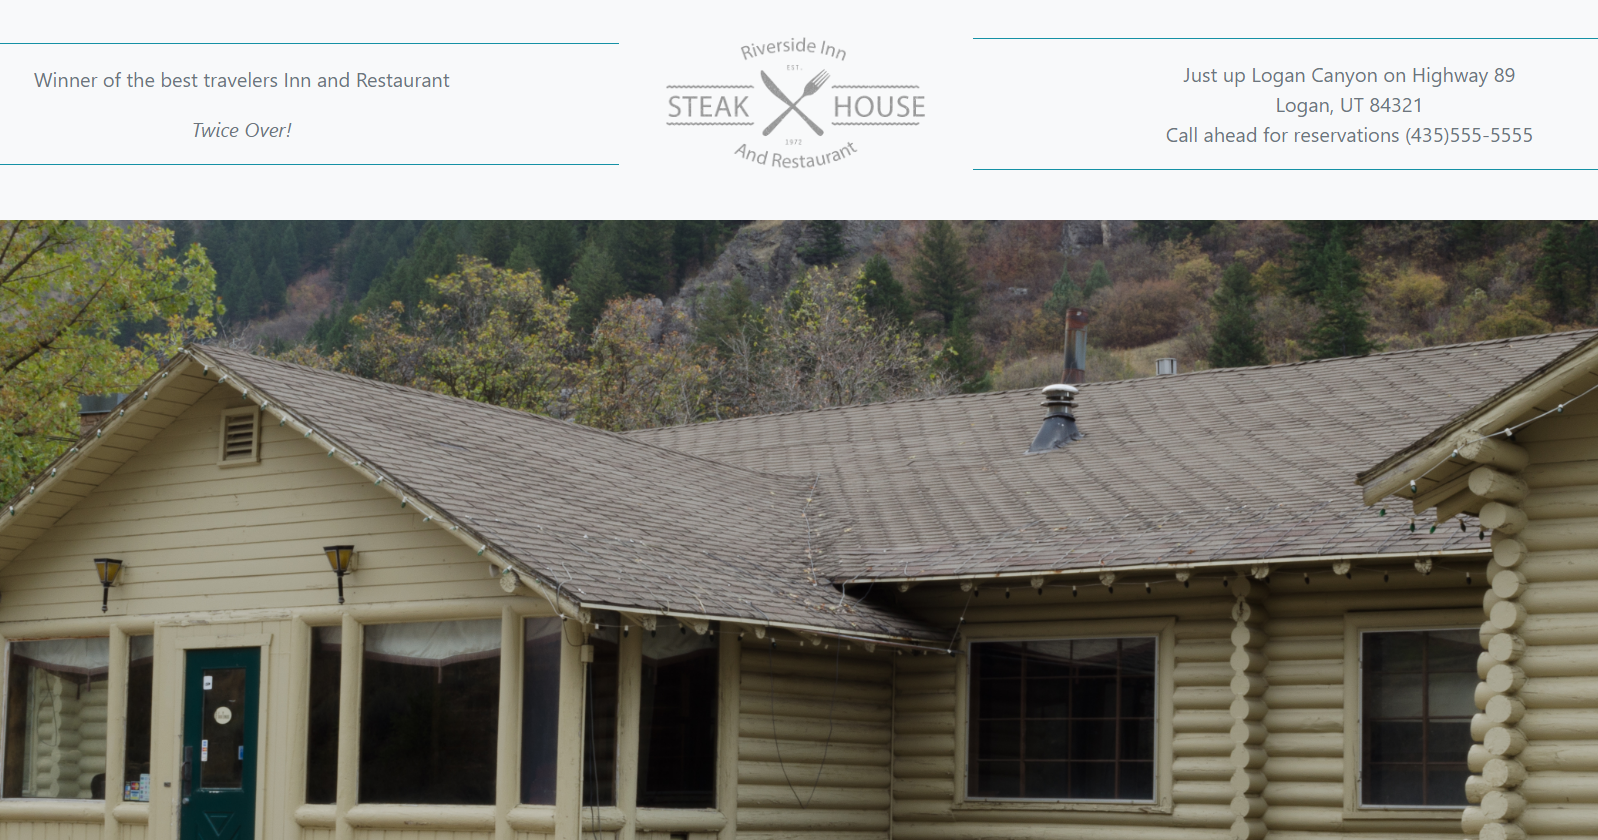 Winner of the best travelers Inn and Restaurant
Twice Over!
Riverside Inn
EST.
STEAK HOUSE
1972
And Restaurant
Just up Logan Canyon on Highway 89
Logan, UT 84321
Call ahead for reservations (435)555-5555